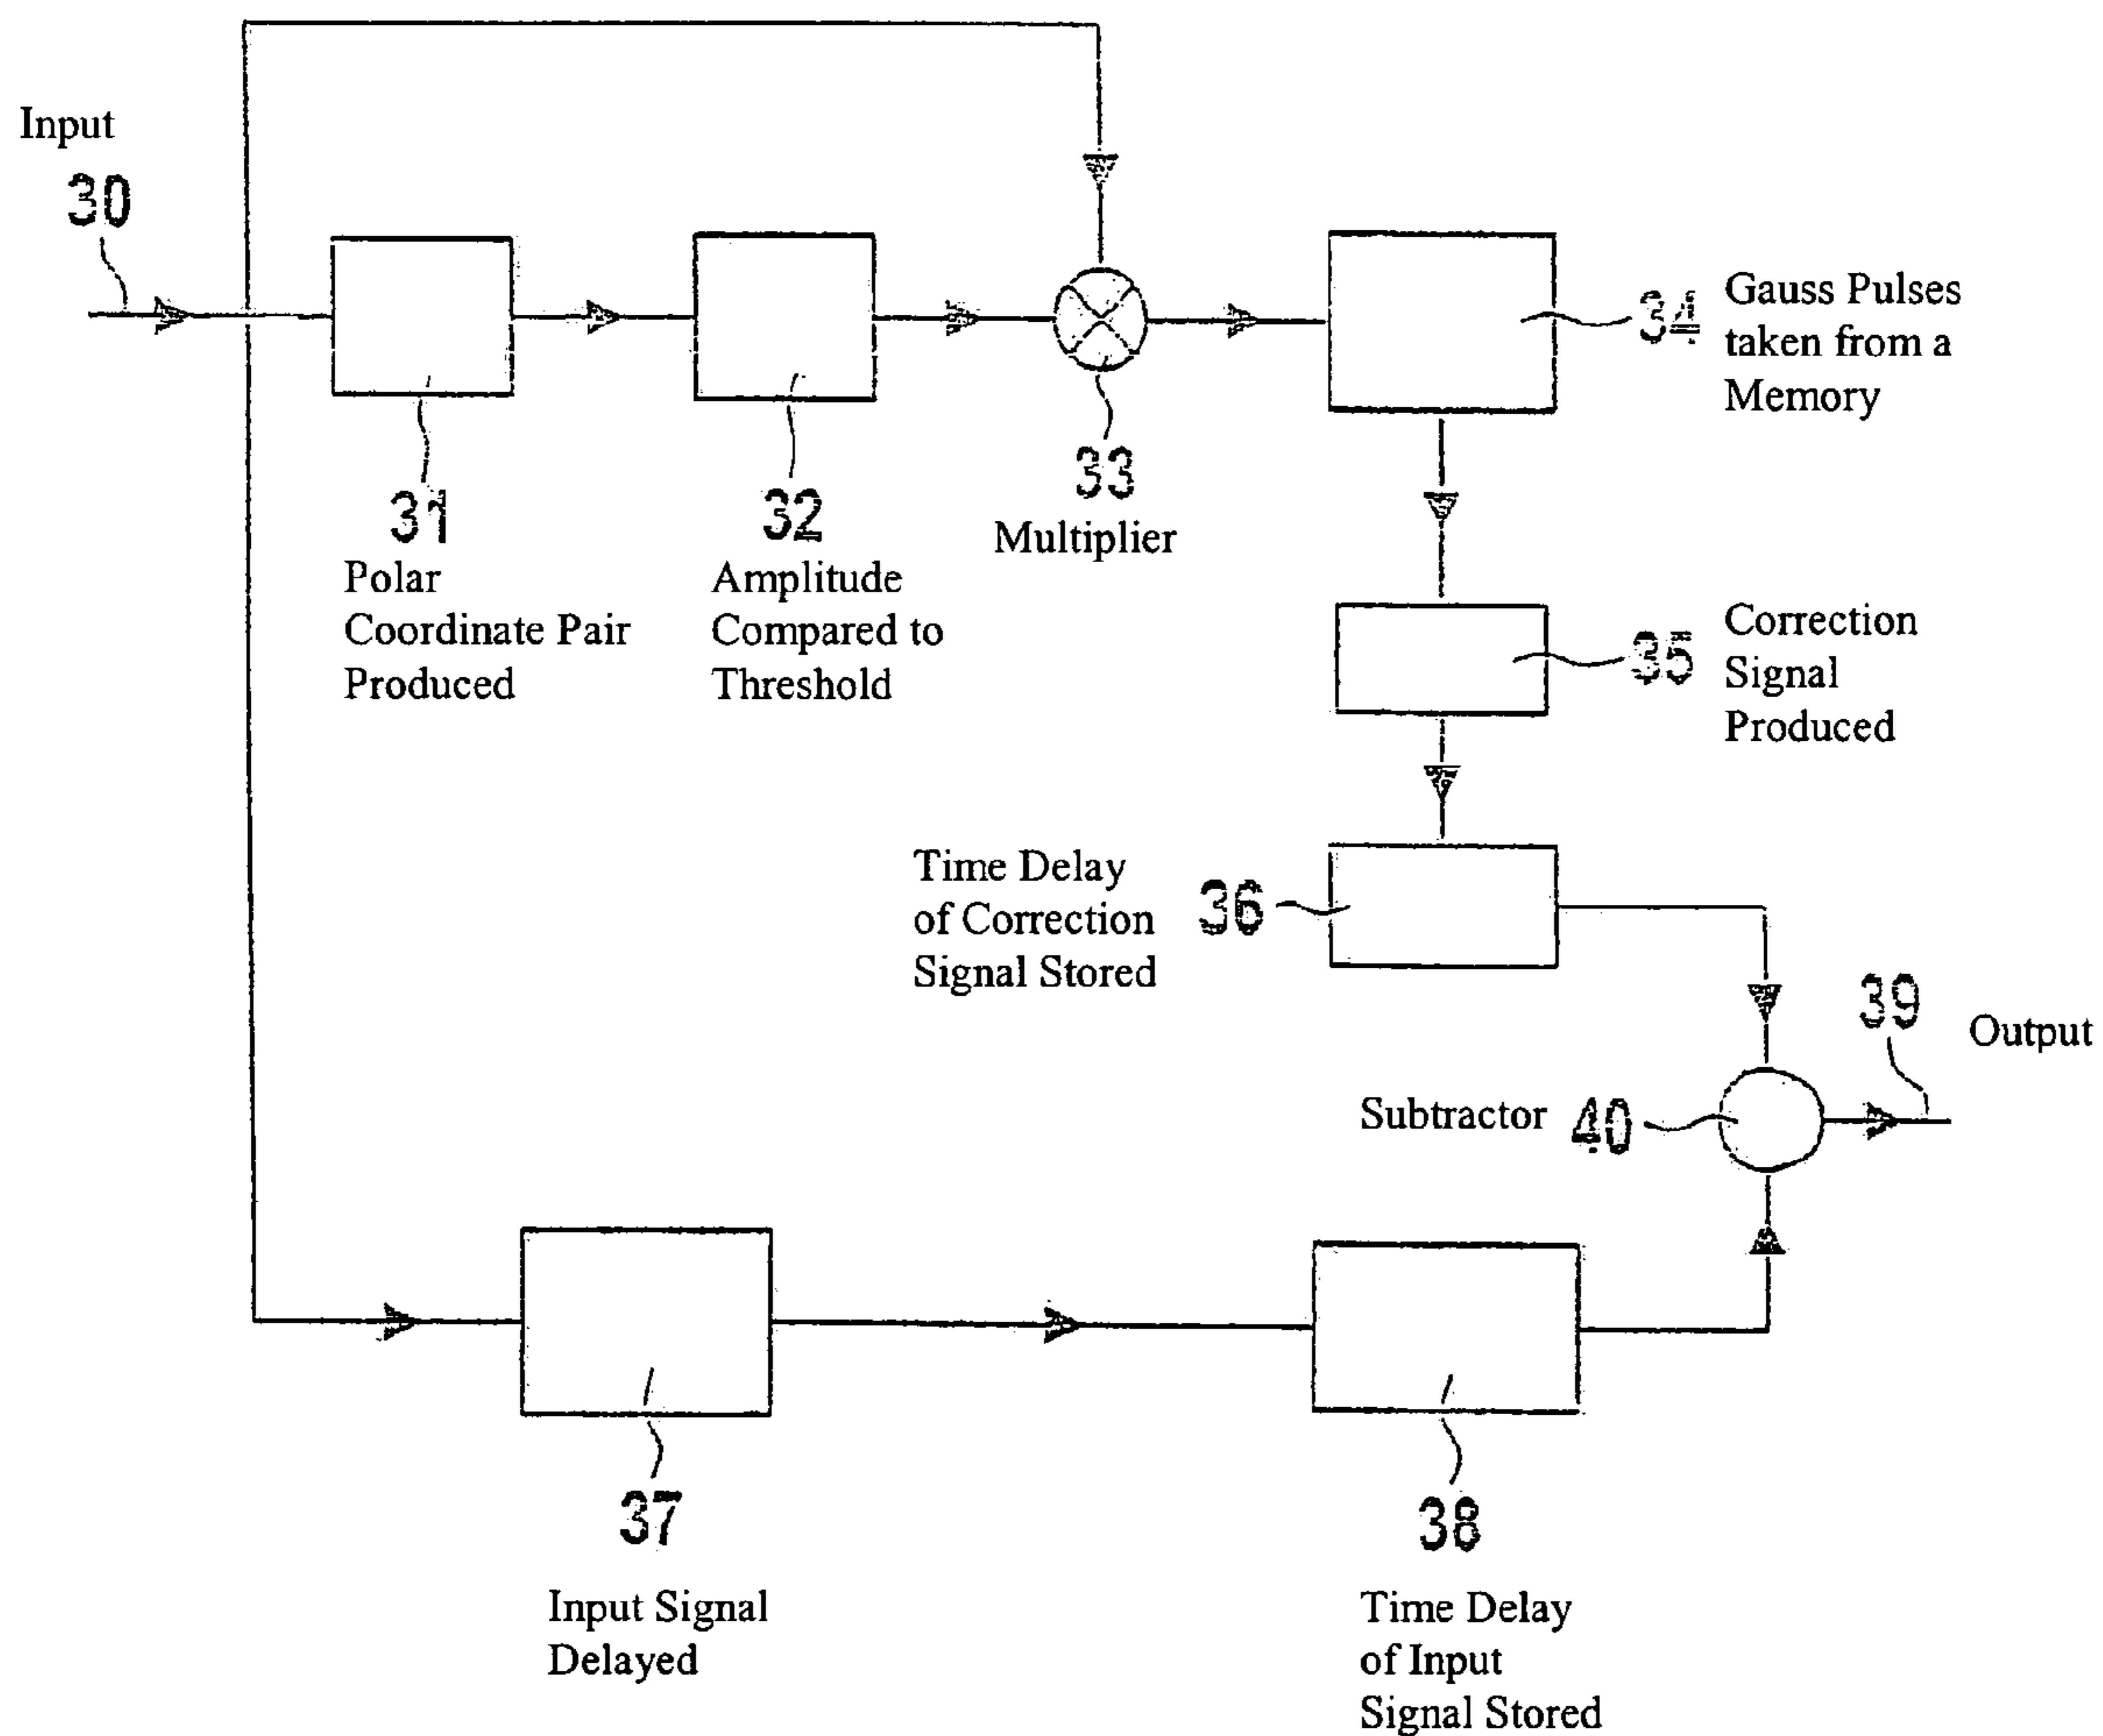 Input
30
31
Polar
Coordinate Pair
Produced
32
Amplitude
Compared to
Threshold
33
Multiplier
34
Gauss Pulses
taken from a
Memory
35
Correction
Signal
Produced
Time Delay
of Correction
Signal Stored
36
39
Output
Subtractor
40
37
Input Signal
Delayed
38
Time Delay
of Input
Signal Stored